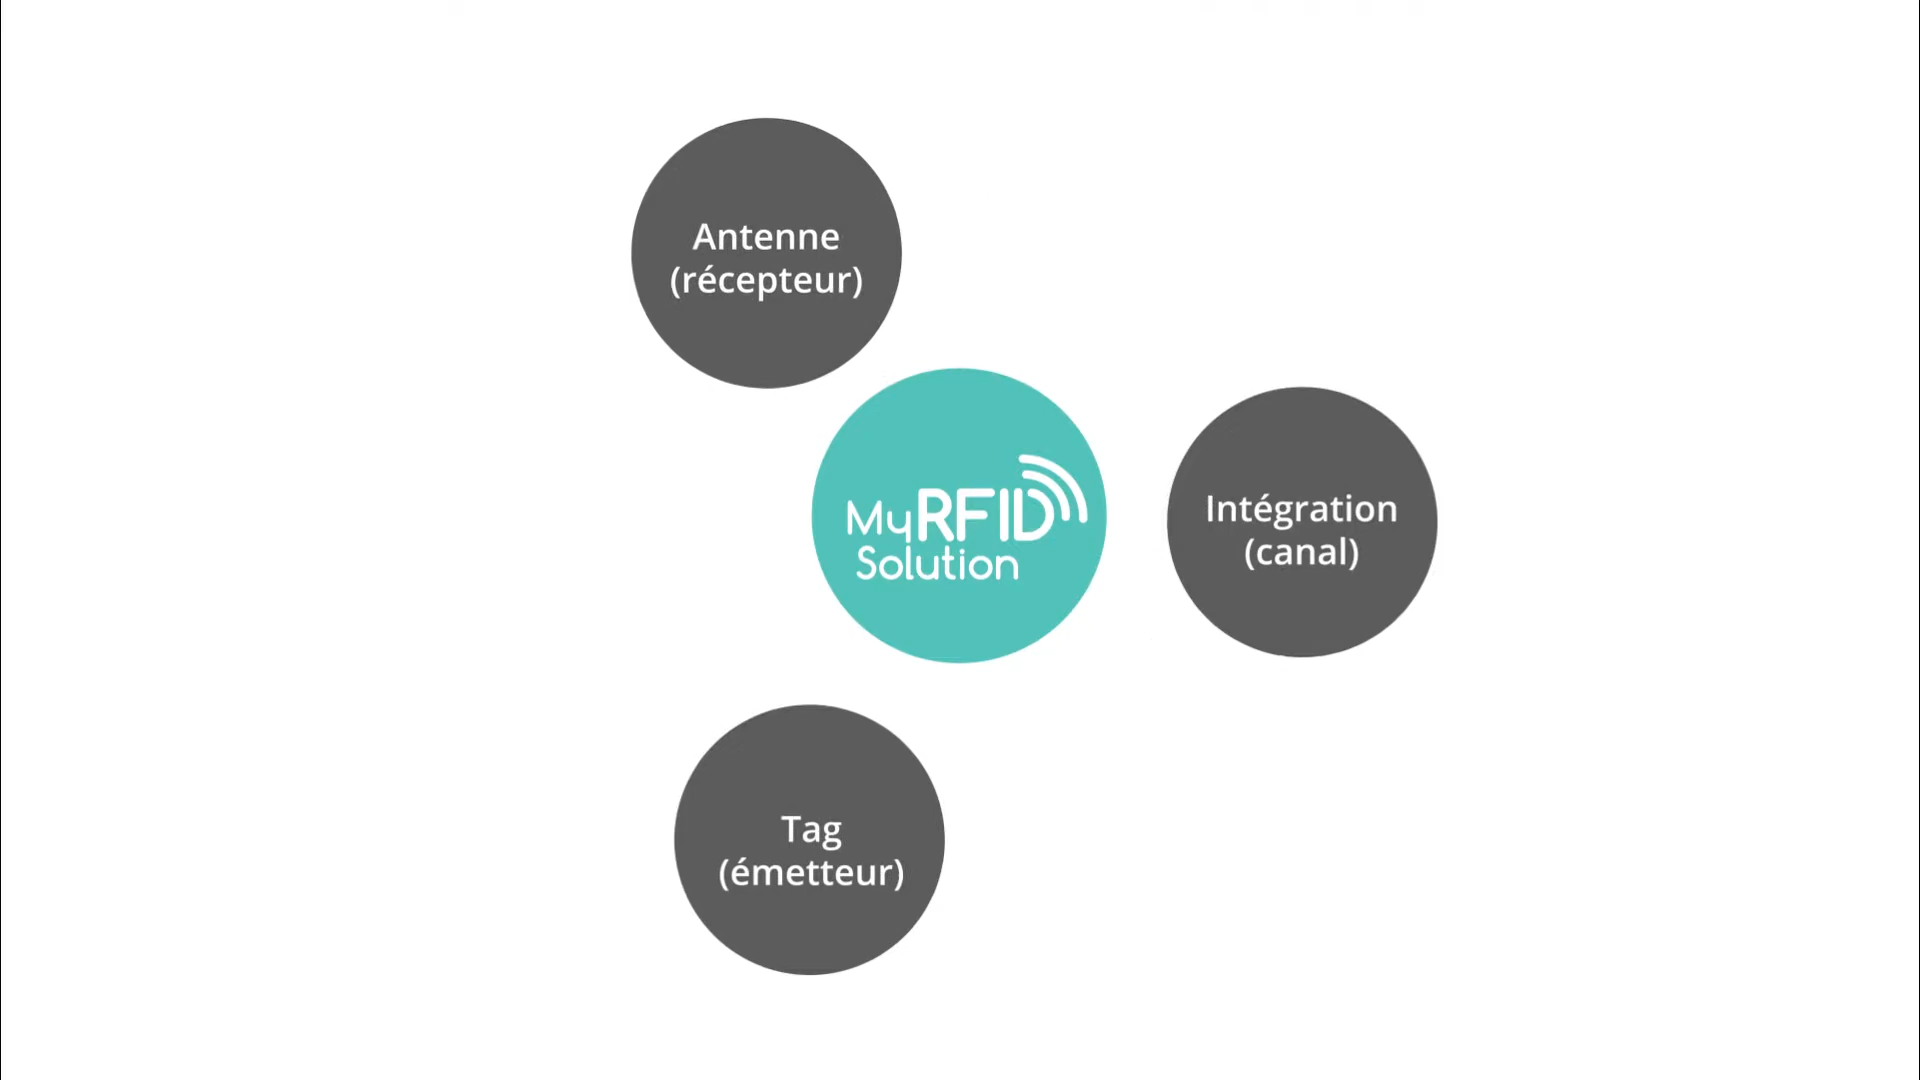 Antenne
(récepteur)
MyRFID
Solution
Intégration
(canal)
Tag
(émetteur)